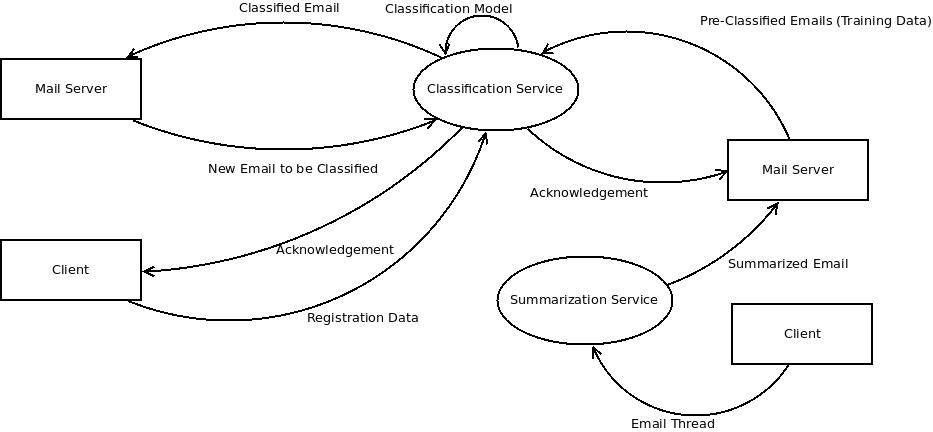 Classified Email
Classification Model
Pre-Classified Emails (Training Data)
Mail Server
Classification Service
New Email to be Classified
Mail Server
Acknowledgement
Acknowledgement
Client
Summarized Email
Summarization Service
Registration Data
Client
Email Thread